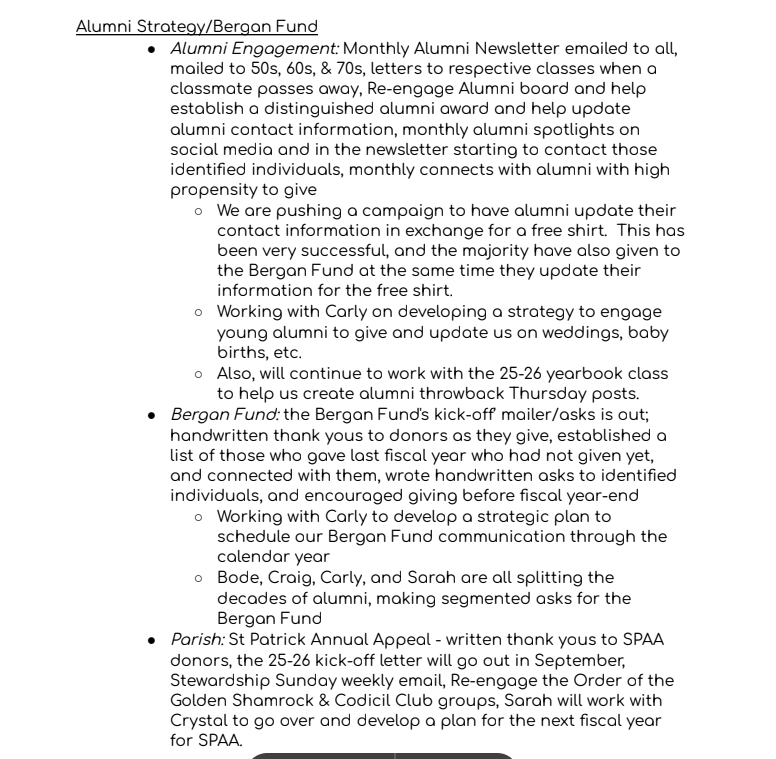 Alumni Strategy/Bergan Fund
● Alumni Engagement: Monthly Alumni Newsletter emailed to all,
mailed to 50s, 60s, & 70s, letters to respective classes when a
classmate passes away, Re-engage Alumni board and help
establish a distinguished alumni award and help update
alumni contact information, monthly alumni spotlights on
social media and in the newsletter starting to contact those
identified individuals, monthly connects with alumni with high
propensity to give
○ We are pushing a campaign to have alumni update their
contact information in exchange for a free shirt.  This has
been very successful, and the majority have also given to
the Bergan Fund at the same time they update their
information for the free shirt.
○ Working with Carly on developing a strategy to engage
young alumni to give and update us on weddings, baby
births, etc.
○ Also, will continue to work with the 25-26 yearbook class
to help us create alumni throwback Thursday posts.
● Bergan Fund: the Bergan Fund's kick-off' mailer/asks is out;
handwritten thank yous to donors as they give, established a
list of those who gave last fiscal year who had not given yet,
and connected with them, wrote handwritten asks to identified
individuals, and encouraged giving before fiscal year-end
○ Working with Carly to develop a strategic plan to
schedule our Bergan Fund communication through the
calendar year
○ Bode, Craig, Carly, and Sarah are all splitting the
decades of alumni, making segmented asks for the
Bergan Fund
● Parish: St Patrick Annual Appeal - written thank yous to SPAA
donors, the 25-26 kick-off letter will go out in September,
Stewardship Sunday weekly email, Re-engage the Order of the
Golden Shamrock & Codicil Club groups, Sarah will work with
Crystal to go over and develop a plan for the next fiscal year
for SPAA.